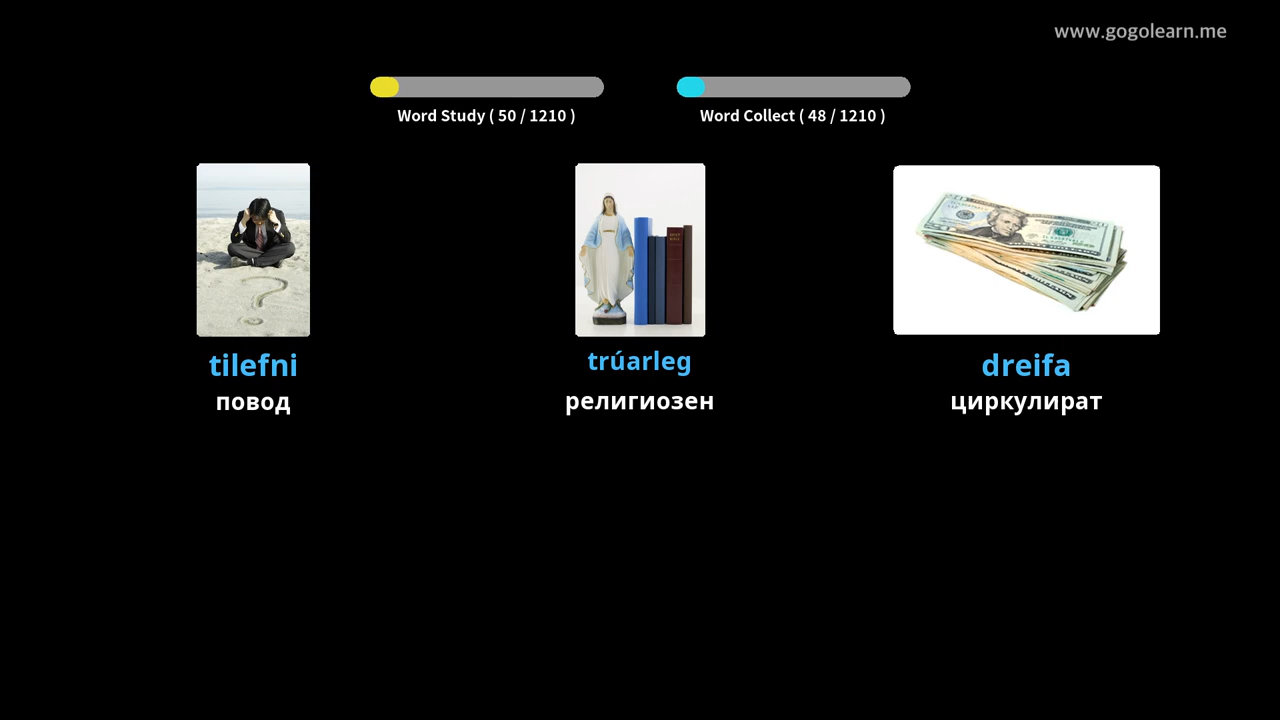 www.gogolearn.me
Word Study ( 50 / 1210 )
Word Collect ( 48 / 1210 )
tilefni
trúarleg
dreifa
повод
религиозен
циркулират